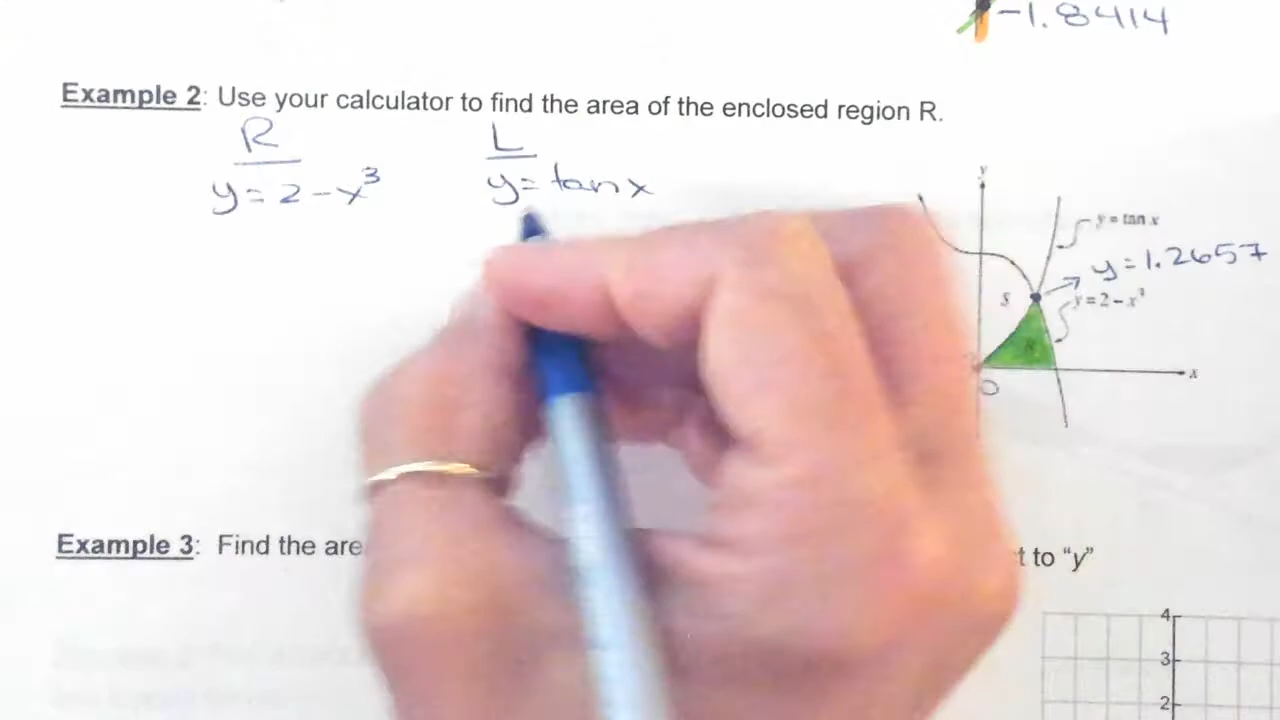 -1.8414
Example 2: Use your calculator to find the area of the enclosed region R.
R
y = 2 - x³
L
y = tan x
y
y = tan x
y = 1.2657
S
y = 2 - x³
R
x
O
Example 3: Find the are
t to “y”
4
3
2